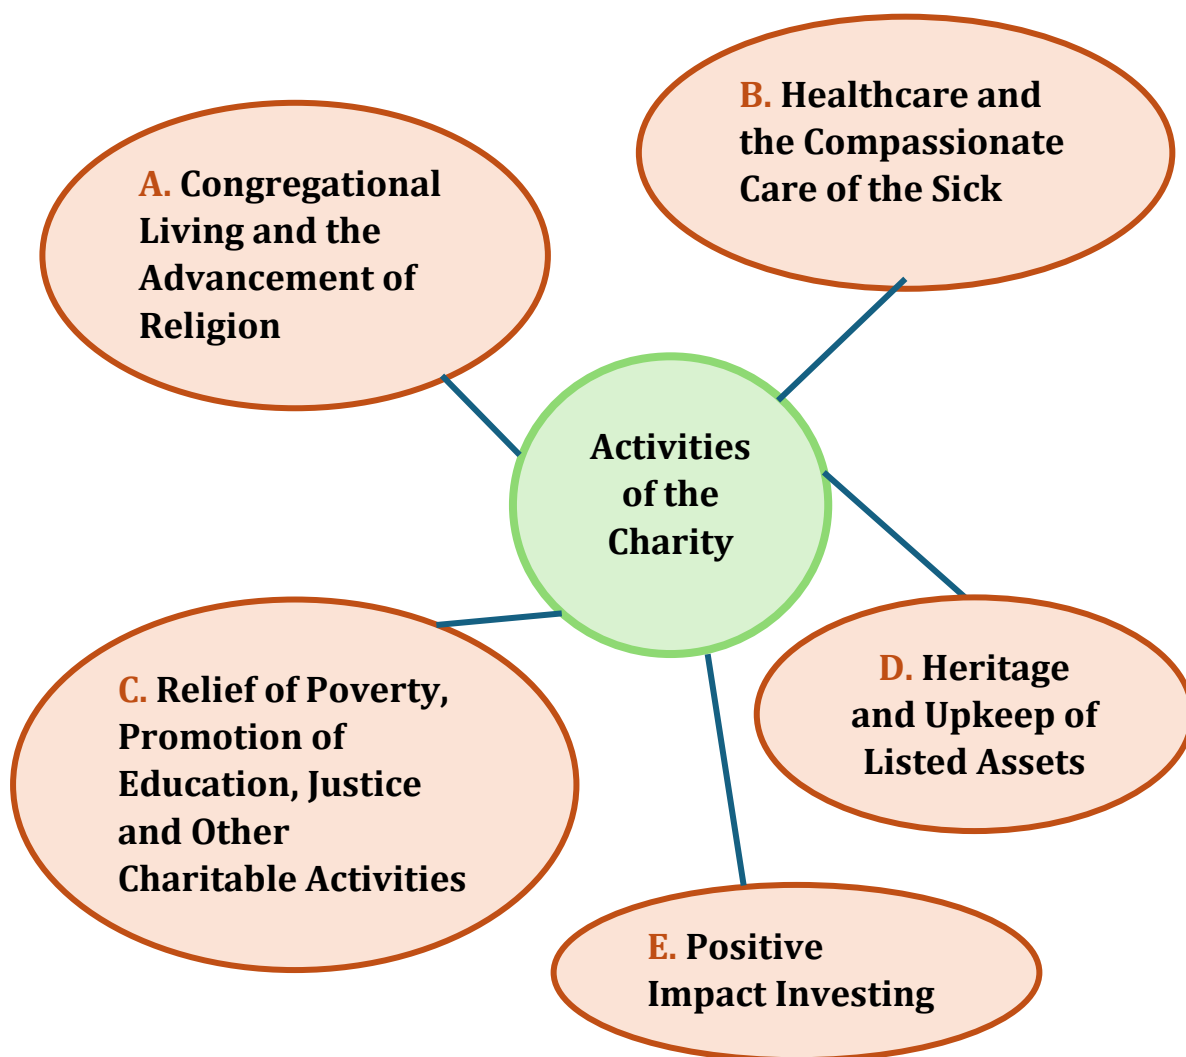 A. Congregational
Living and the
Advancement of
Religion
B. Healthcare and
the Compassionate
Care of the Sick
Activities
of the
Charity
C. Relief of Poverty,
Promotion of
Education, Justice
and Other
Charitable Activities
D. Heritage
and Upkeep of
Listed Assets
E. Positive
Impact Investing